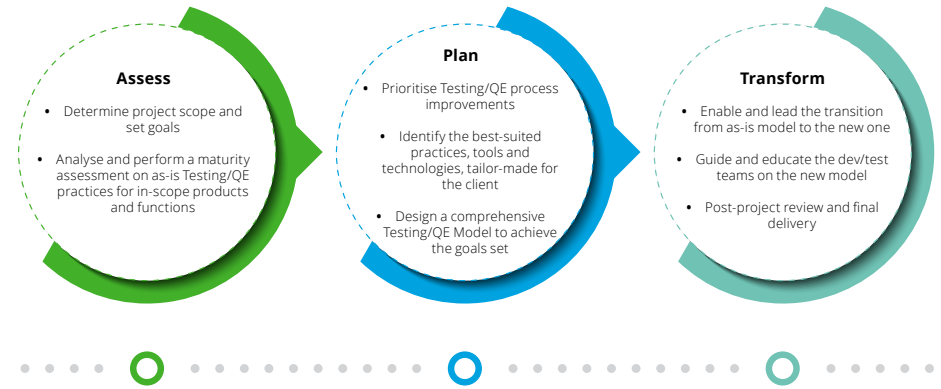 Assess
• Determine project scope and
set goals
• Analyse and perform a maturity
assessment on as-is Testing/QE
practices for in-scope products
and functions
Plan
• Prioritise Testing/QE process
improvements
• Identify the best-suited
practices, tools and
technologies, tailor-made for
the client
• Design a comprehensive
Testing/QE Model to achieve
the goals set
Transform
• Enable and lead the transition
from as-is model to the new one
• Guide and educate the dev/test
teams on the new model
• Post-project review and final
delivery